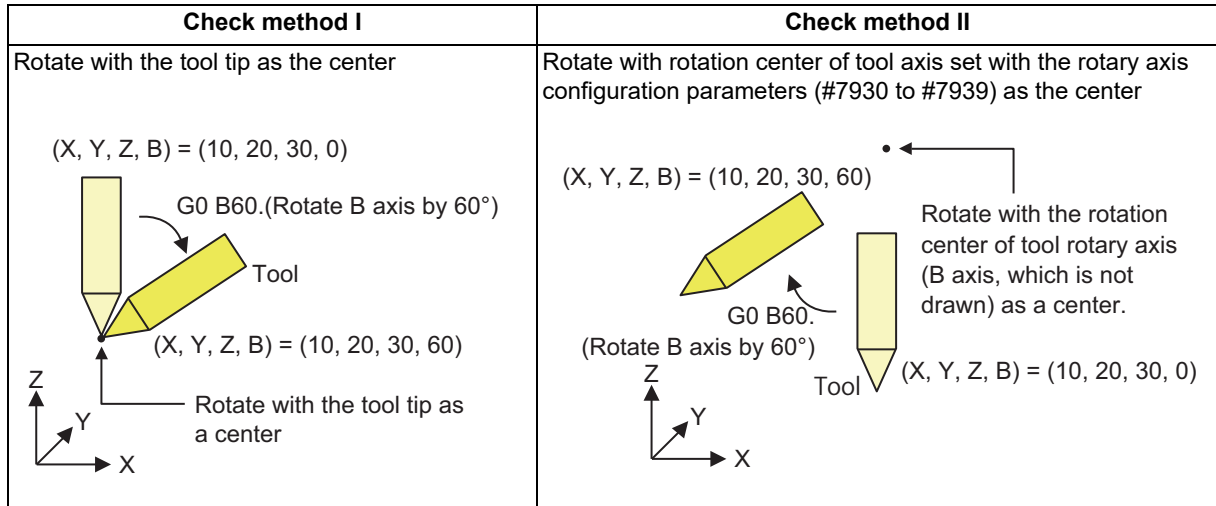 Check method I
Check method II
Rotate with the tool tip as the center
(X, Y, Z, B) = (10, 20, 30, 0)
G0 B60.(Rotate B axis by 60°)
Tool
(X, Y, Z, B) = (10, 20, 30, 60)
Z
Y
X
Rotate with the tool tip as
a center
Rotate with rotation center of tool axis set with the rotary axis
configuration parameters (#7930 to #7939) as the center
(X, Y, Z, B) = (10, 20, 30, 60)
Rotate with the rotation
center of tool rotary axis
(B axis, which is not
drawn) as a center.
G0 B60.
(Rotate B axis by 60°)
Tool
(X, Y, Z, B) = (10, 20, 30, 0)
Z
Y
X